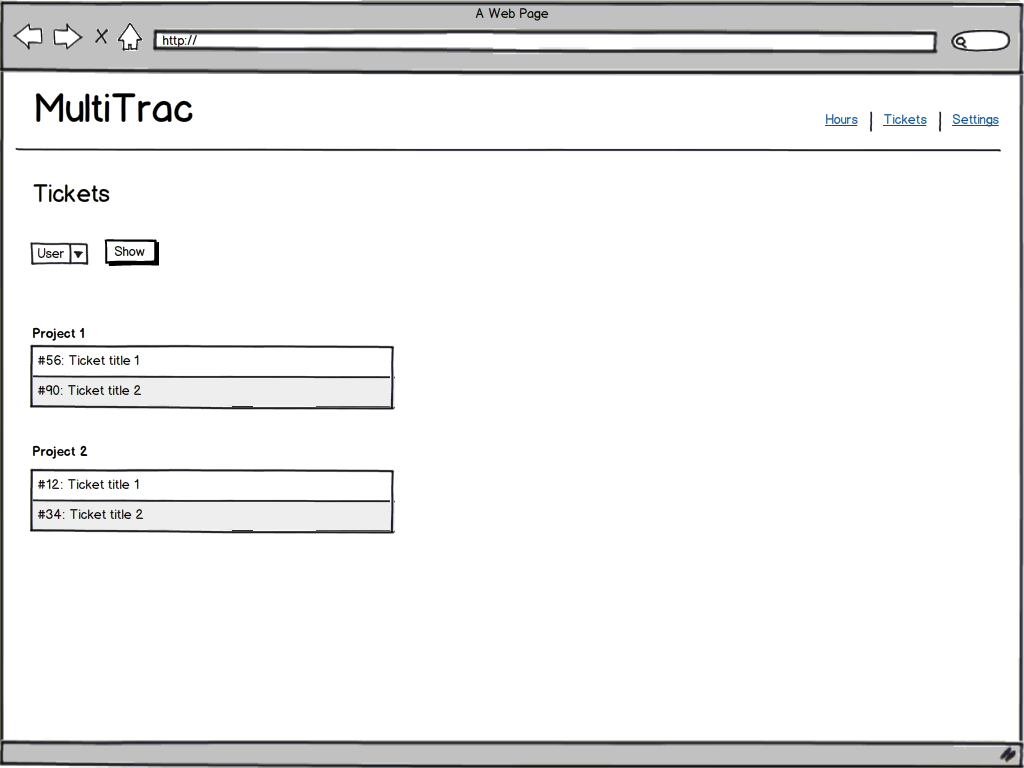 A Web Page
http://
MultiTrac
Hours | Tickets | Settings
Tickets
User
Show
Project 1
#56: Ticket title 1
#90: Ticket title 2
Project 2
#12: Ticket title 1
#34: Ticket title 2